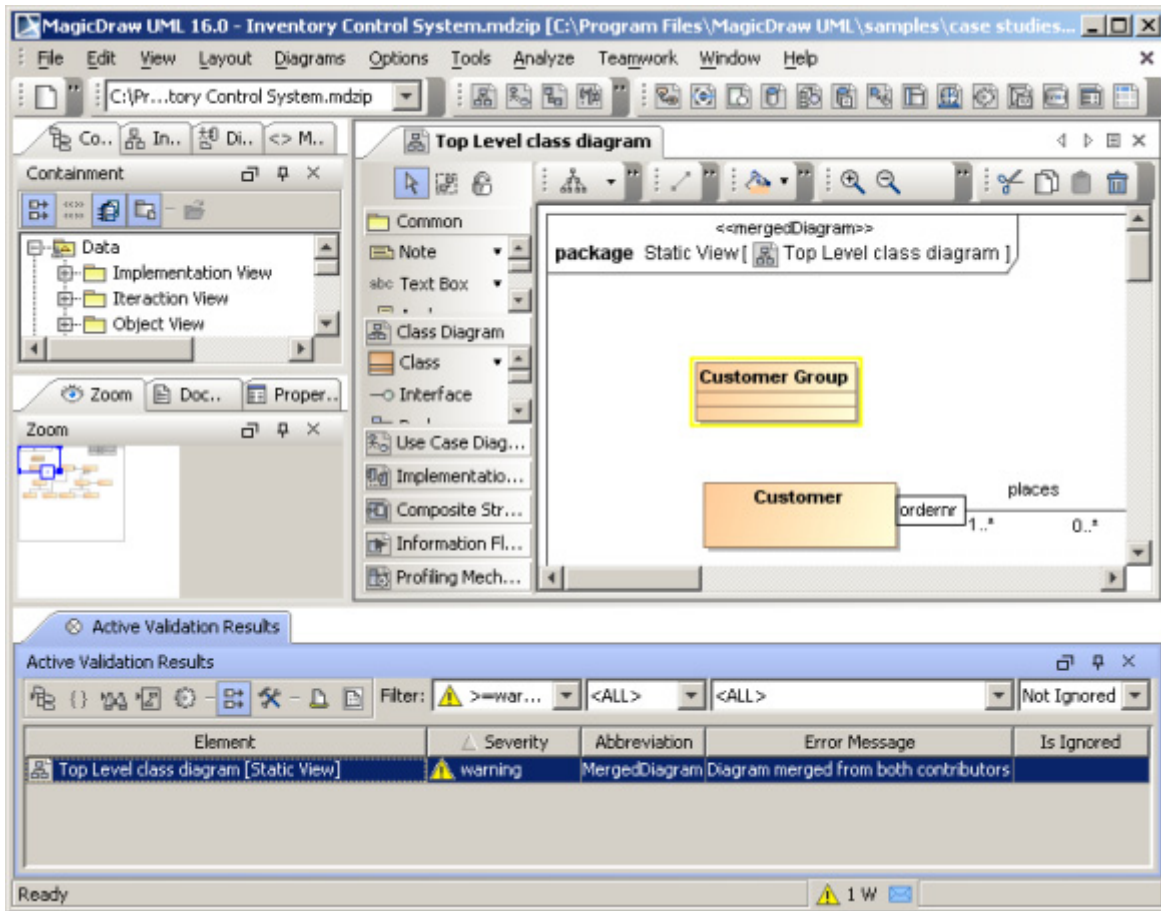 MagicDraw UML 16.0 - Inventory Control System.mdzip [C:\Program Files\MagicDraw UML\samples\case studies...
File Edit View Layout Diagrams Options Tools Analyze Teamwork Window Help
C:\Pr...tory Control System.mdzip
Co.. In.. Di.. <> M..
Top Level class diagram
Containment
Data
Implementation View
Iteraction View
Object View
Zoom Doc.. Proper..
Zoom
Common
Note
abc Text Box
Class Diagram
Class
Interface
Use Case Diag...
Implementatio...
Composite Str...
Information Fl...
Profiling Mech...
<<mergedDiagram>>
package Static View[ Top Level class diagram ]
Customer Group
Customer
ordernr
places
1..*
0..*
Active Validation Results
Active Validation Results
Filter: >=war... <ALL> <ALL> Not Ignored
Element Severity Abbreviation Error Message Is Ignored
Top Level class diagram [Static View] warning MergedDiagram Diagram merged from both contributors
Ready 1 W